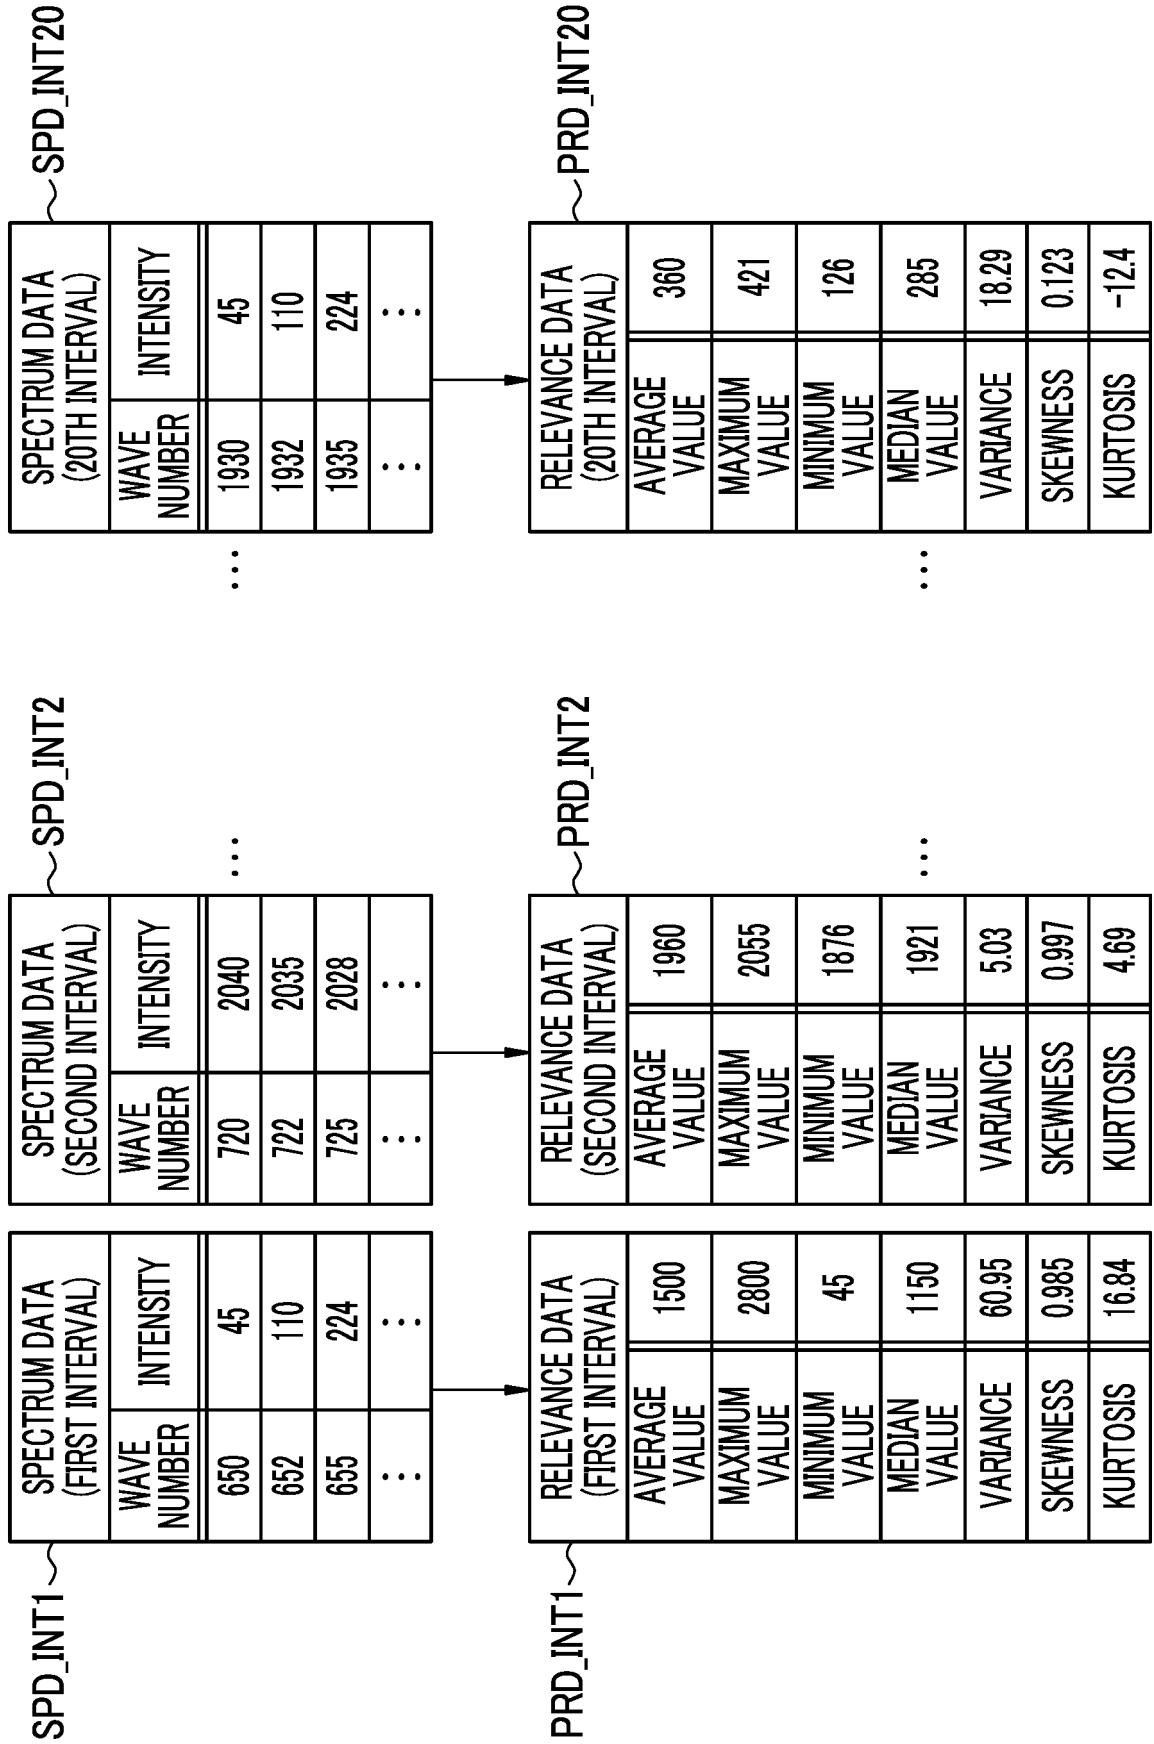 SPD_INT1
SPECTRUM DATA
(FIRST INTERVAL)
WAVE
NUMBER
INTENSITY
650 45
652 110
655 224
... ...
SPD_INT2
SPECTRUM DATA
(SECOND INTERVAL)
WAVE
NUMBER
INTENSITY
720 2040
722 2035
725 2028
... ...
...
...
SPD_INT20
SPECTRUM DATA
(20TH INTERVAL)
WAVE
NUMBER
INTENSITY
1930 45
1932 110
1935 224
... ...
PRD_INT1
RELEVANCE DATA
(FIRST INTERVAL)
AVERAGE
VALUE
1500
MAXIMUM
VALUE
2800
MINIMUM
VALUE
45
MEDIAN
VALUE
1150
VARIANCE 60.95
SKEWNESS 0.985
KURTOSIS 16.84
PRD_INT2
RELEVANCE DATA
(SECOND INTERVAL)
AVERAGE
VALUE
1960
MAXIMUM
VALUE
2055
MINIMUM
VALUE
1876
MEDIAN
VALUE
1921
VARIANCE 5.03
SKEWNESS 0.997
KURTOSIS 4.69
...
...
PRD_INT20
RELEVANCE DATA
(20TH INTERVAL)
AVERAGE
VALUE
360
MAXIMUM
VALUE
421
MINIMUM
VALUE
126
MEDIAN
VALUE
285
VARIANCE 18.29
SKEWNESS 0.123
KURTOSIS -12.4